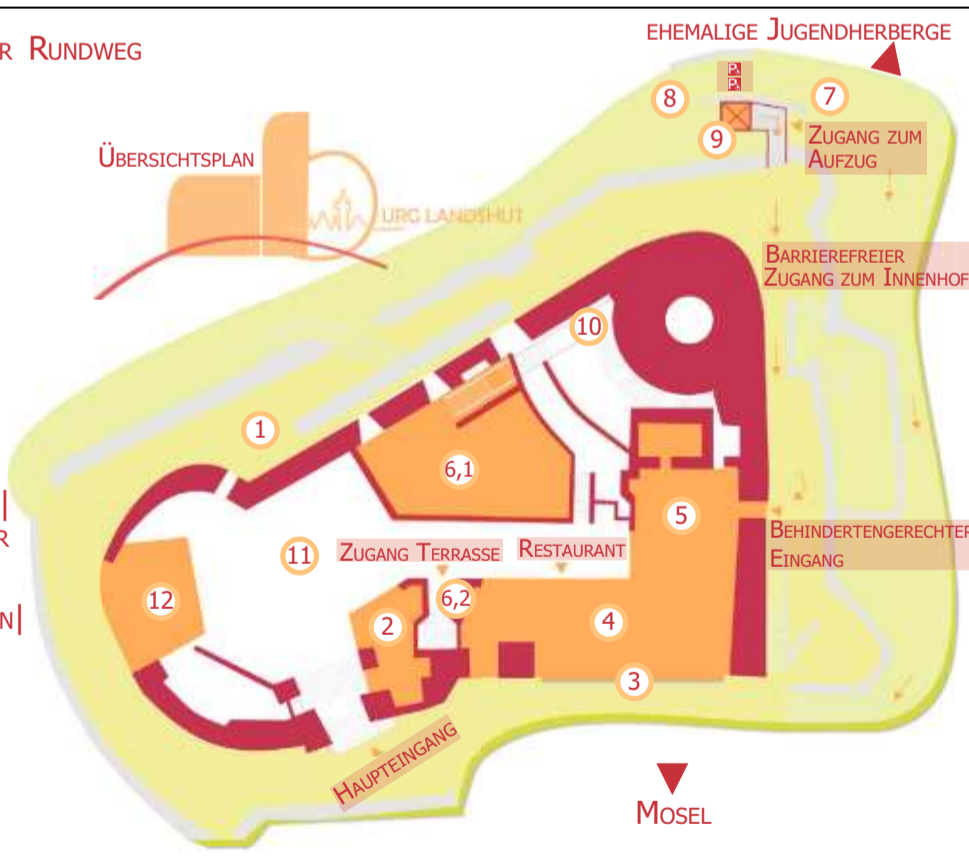 R RUNDWEG
EHEMALIGE JUGENDHERBERGE
P
P
8
7
9
ZUGANG ZUM
AUFZUG
ÜBERSICHTSPLAN
URG LANDSHUT
BARRIEREFREIER
ZUGANG ZUM INNENHOF
10
1
6,1
5
|
R
BEHINDERTENGERECHTER
EINGANG
11
ZUGANG TERRASSE
RESTAURANT
12
6,2
2
4
N|
3
HAUPTEINGANG
MOSEL